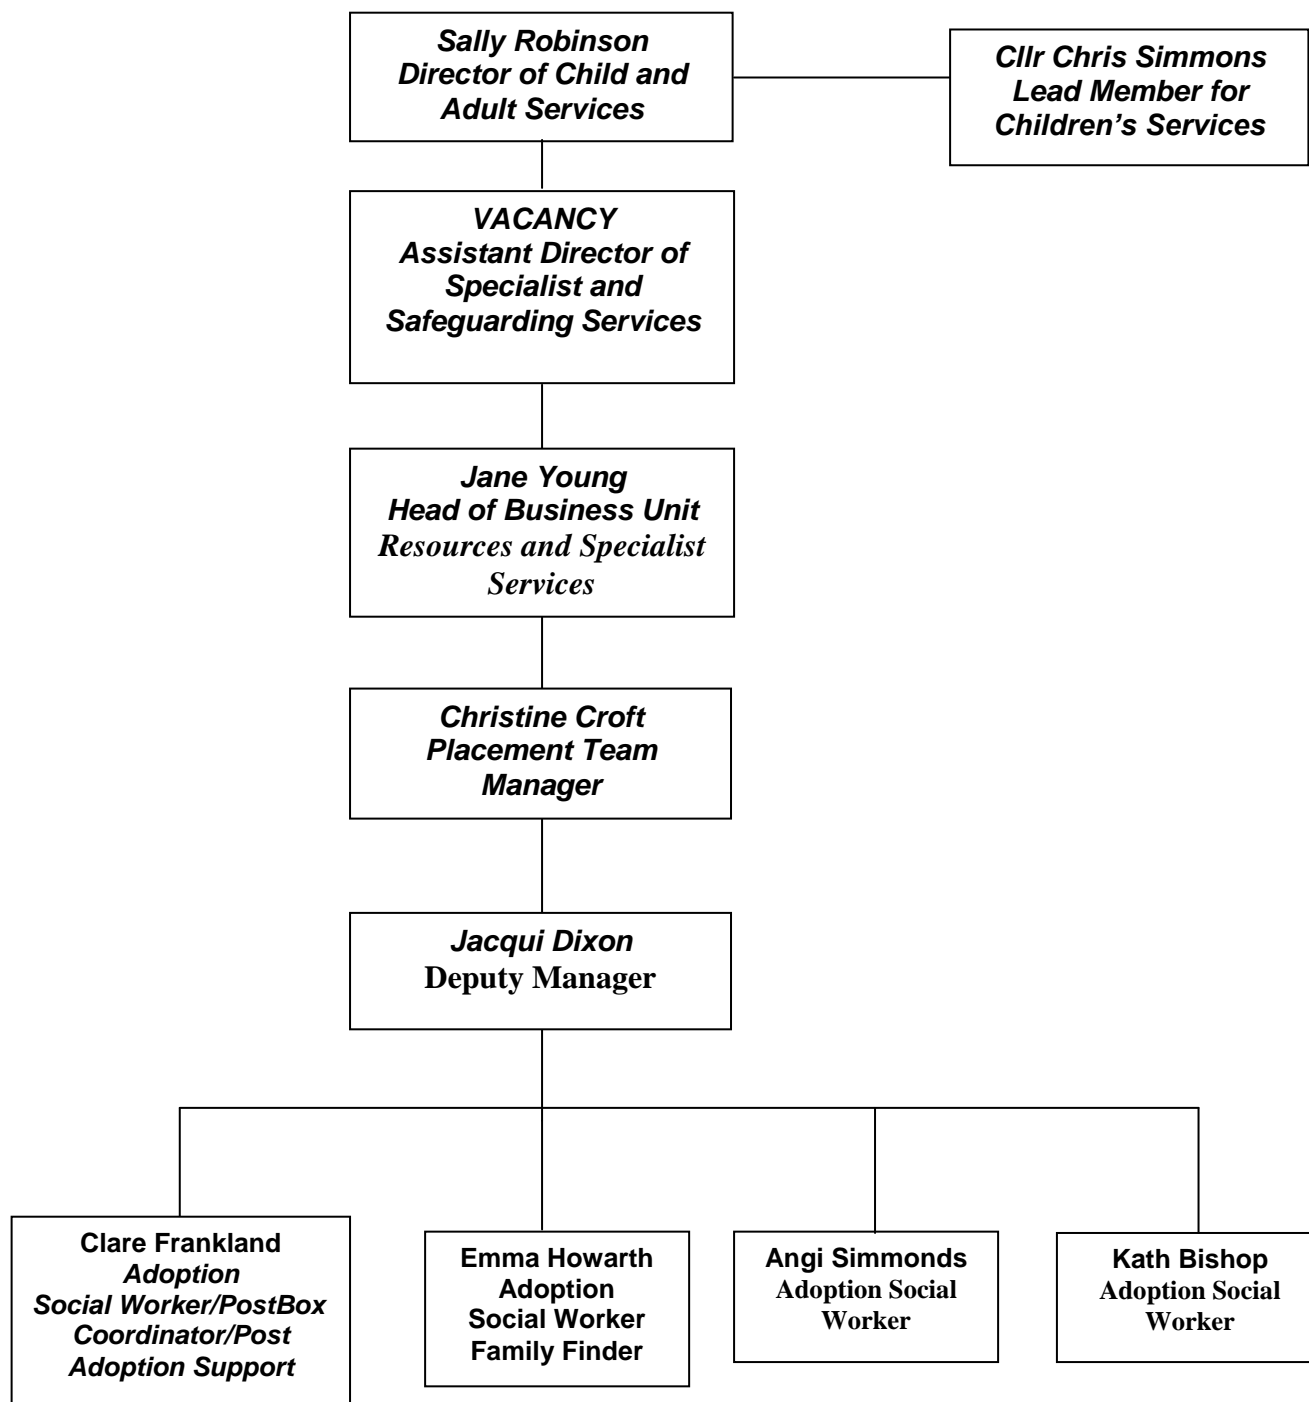 Sally Robinson
Director of Child and
Adult Services
Cllr Chris Simmons
Lead Member for
Children’s Services
VACANCY
Assistant Director of
Specialist and
Safeguarding Services
Jane Young
Head of Business Unit
Resources and Specialist
Services
Christine Croft
Placement Team
Manager
Jacqui Dixon
Deputy Manager
Clare Frankland
Adoption
Social Worker/PostBox
Coordinator/Post
Adoption Support
Emma Howarth
Adoption
Social Worker
Family Finder
Angi Simmonds
Adoption Social
Worker
Kath Bishop
Adoption Social
Worker